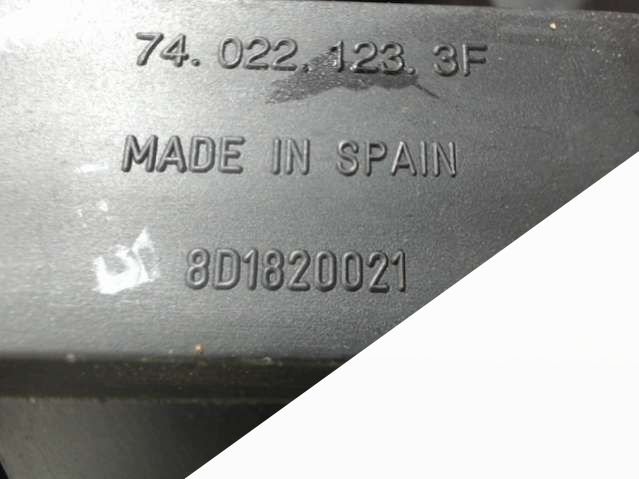 74. 022. 123. 3F
MADE IN SPAIN
8D1820021